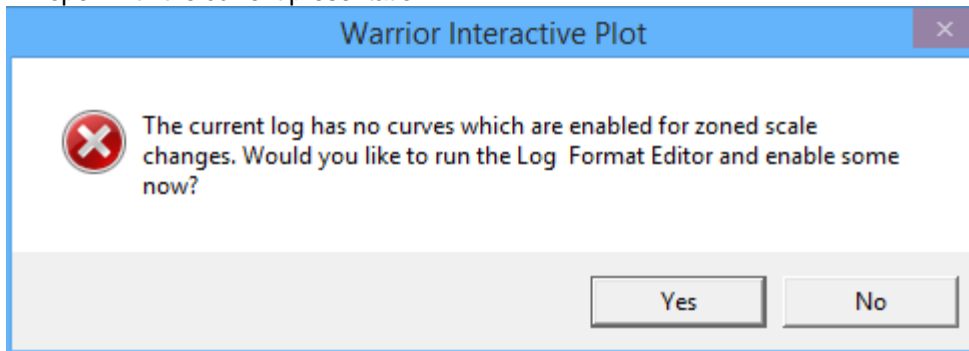 Warrior Interactive Plot
The current log has no curves which are enabled for zoned scale
changes. Would you like to run the Log Format Editor and enable some
now?
Yes
No